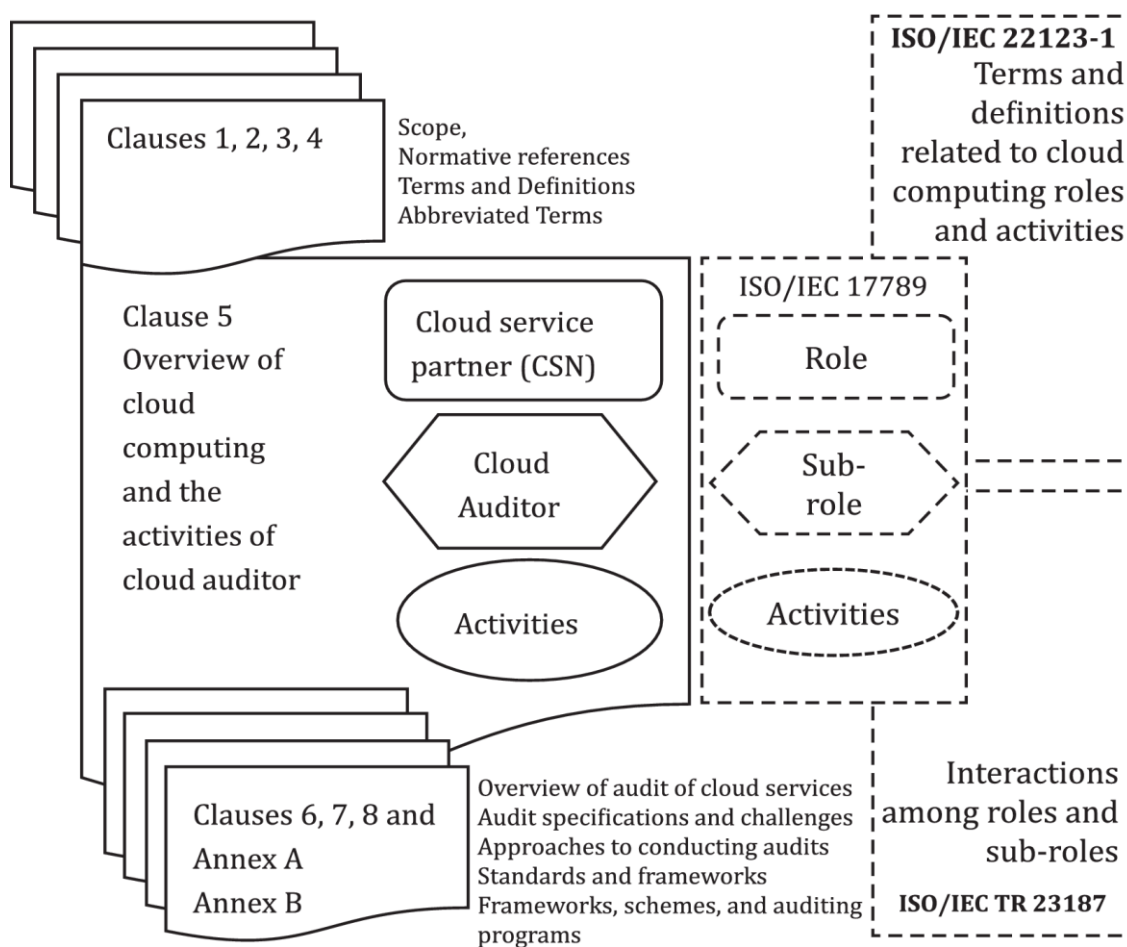 Clauses 1, 2, 3, 4
Scope,
Normative references
Terms and Definitions
Abbreviated Terms
ISO/IEC 22123-1
Terms and
definitions
related to cloud
computing roles
and activities
Clause 5
Overview of
cloud
computing
and the
activities of
cloud auditor
Cloud service
partner (CSN)
Cloud
Auditor
Activities
ISO/IEC 17789
Role
Sub-
role
Activities
Clauses 6, 7, 8 and
Annex A
Annex B
Overview of audit of cloud services
Audit specifications and challenges
Approaches to conducting audits
Standards and frameworks
Frameworks, schemes, and auditing
programs
Interactions
among roles and
sub-roles
ISO/IEC TR 23187